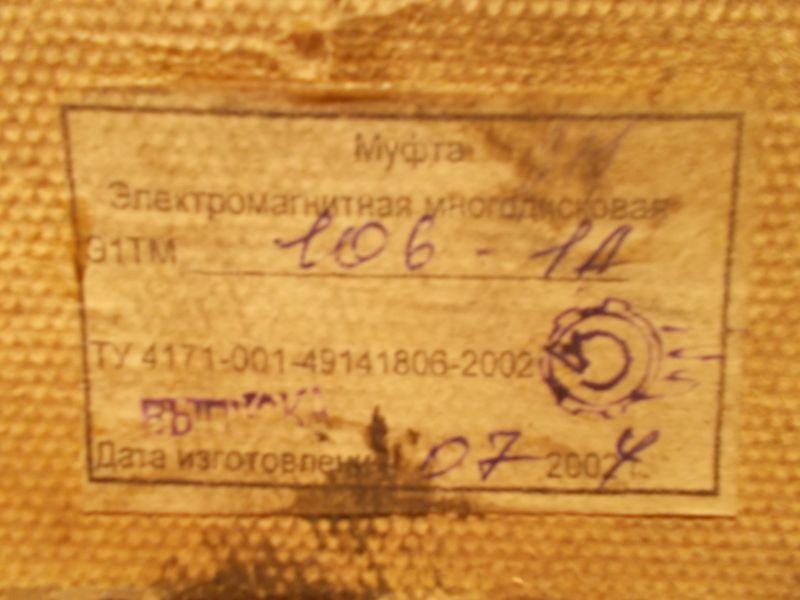 Муфта
Электромагнитная многодисковая
Э1ТМ 106-1А
ТУ 4171-001-49141806-2002
Дата изготовления 07 2004 г.